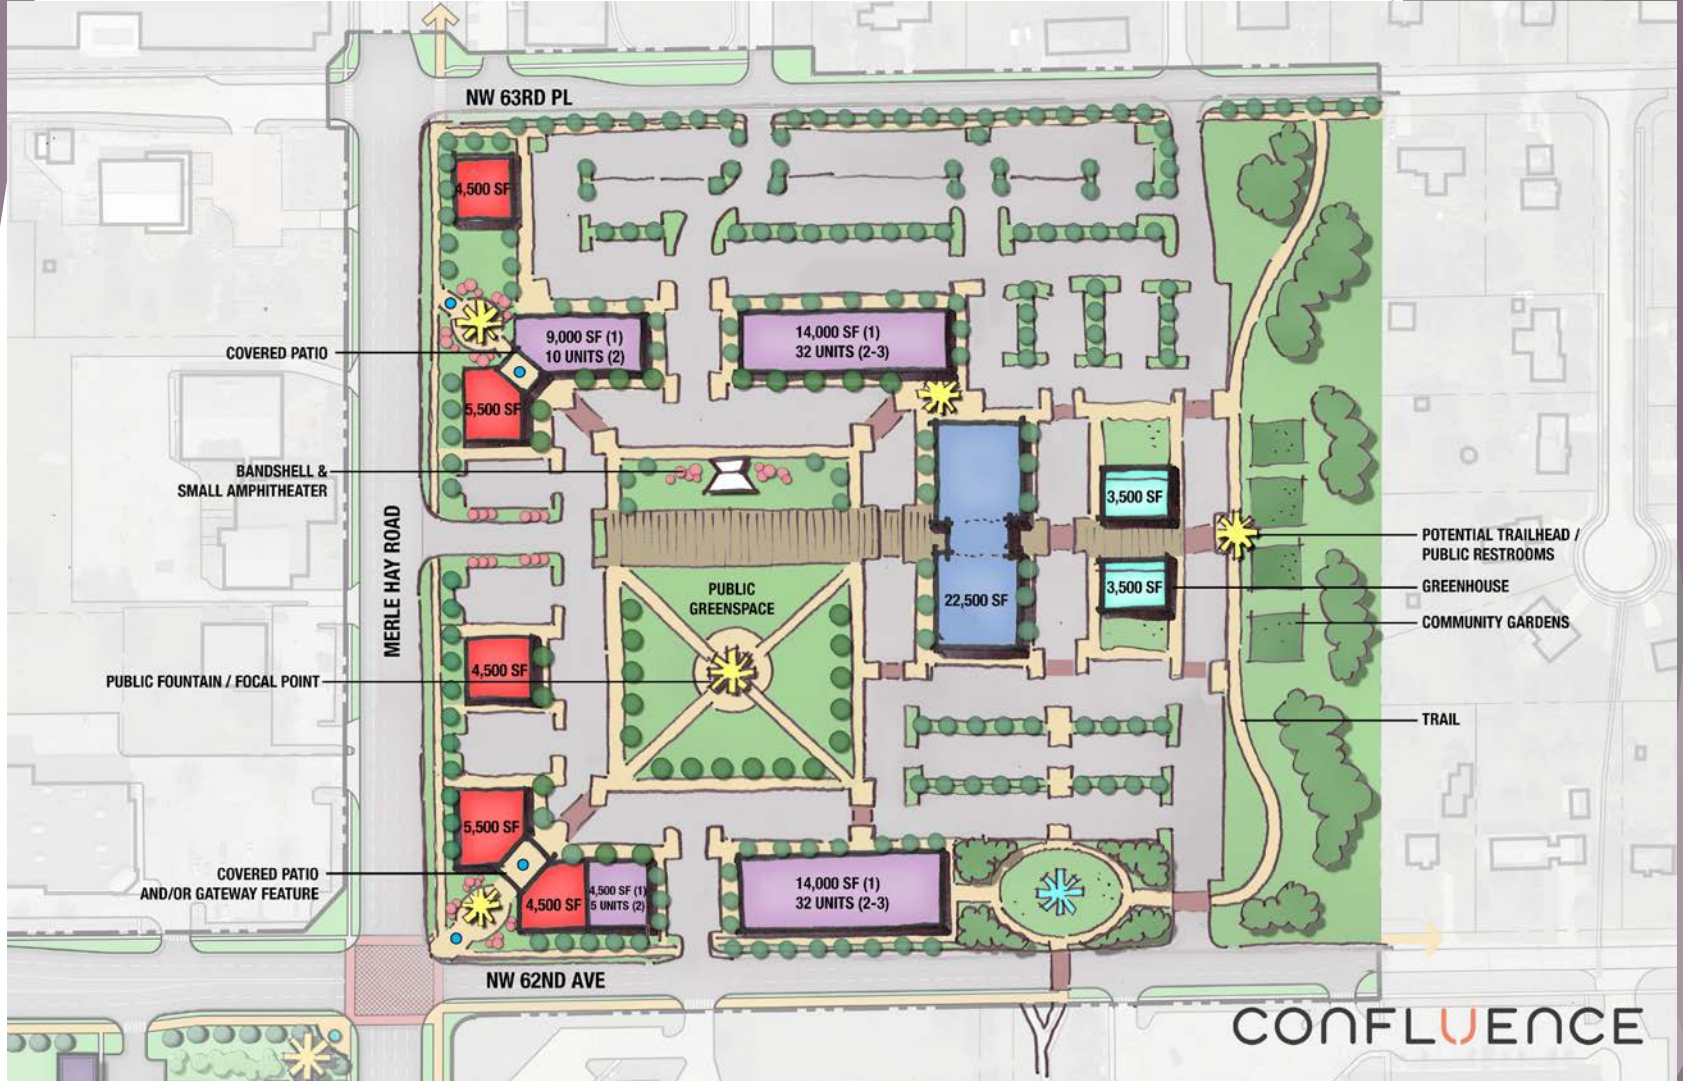 NW 63RD PL
4,500 SF
9,000 SF (1)
10 UNITS (2)
14,000 SF (1)
32 UNITS (2-3)
COVERED PATIO
5,500 SF
BANDSHELL &
SMALL AMPHITHEATER
MERLE HAY ROAD
3,500 SF
POTENTIAL TRAILHEAD /
PUBLIC RESTROOMS
PUBLIC
GREENSPACE
22,500 SF
3,500 SF
GREENHOUSE
COMMUNITY GARDENS
4,500 SF
PUBLIC FOUNTAIN / FOCAL POINT
TRAIL
5,500 SF
COVERED PATIO
AND/OR GATEWAY FEATURE
4,500 SF
4,500 SF (1)
5 UNITS (2)
14,000 SF (1)
32 UNITS (2-3)
NW 62ND AVE
CONFLUENCE